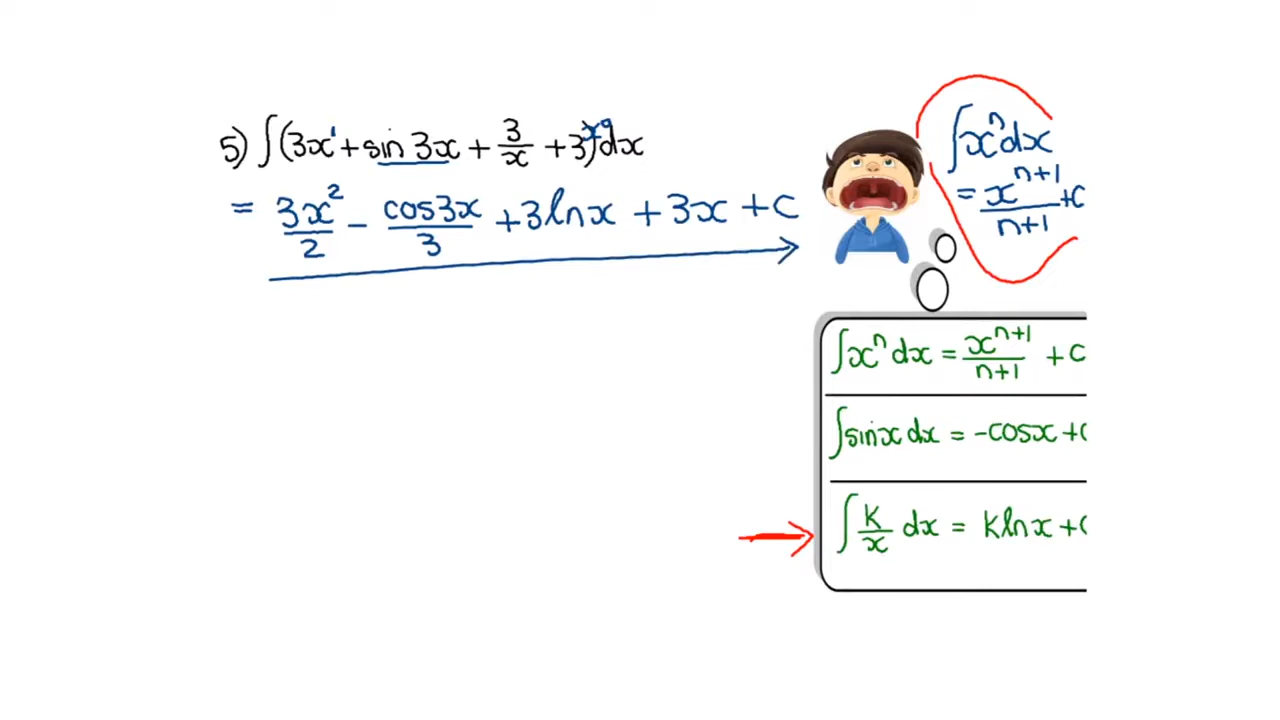 5) ∫(3x¹ + sin 3x + 3/x + 3x⁰)dx
= 3x²/2 - cos3x/3 + 3lnx + 3x + C
∫xⁿdx
= xⁿ⁺¹/n+1 + C
∫xⁿ dx = xⁿ⁺¹/n+1 + C
∫sinx dx = -cosx + C
∫K/x dx = Klnx + C